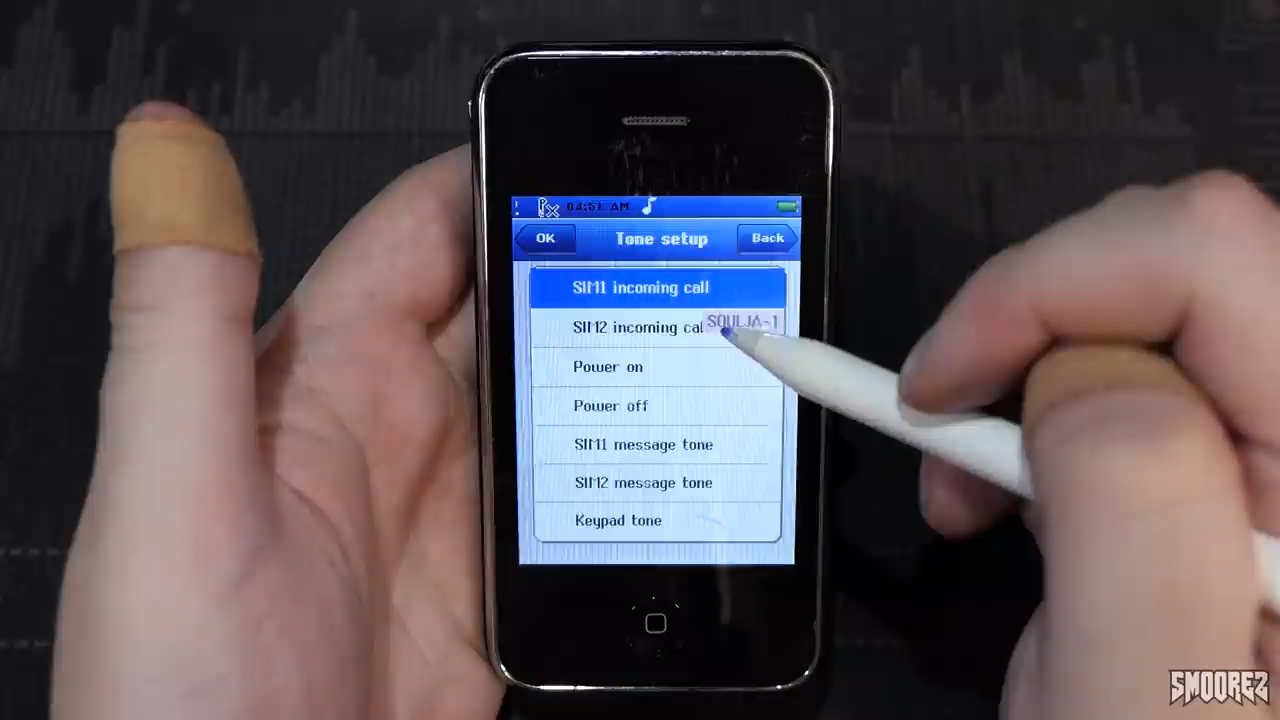 04:51 AM
OK Tone setup Back
SIM1 incoming call
SIM2 incoming cal
SOULJA-1
Power on
Power off
SIM1 message tone
SIM2 message tone
Keypad tone
SMOREZ